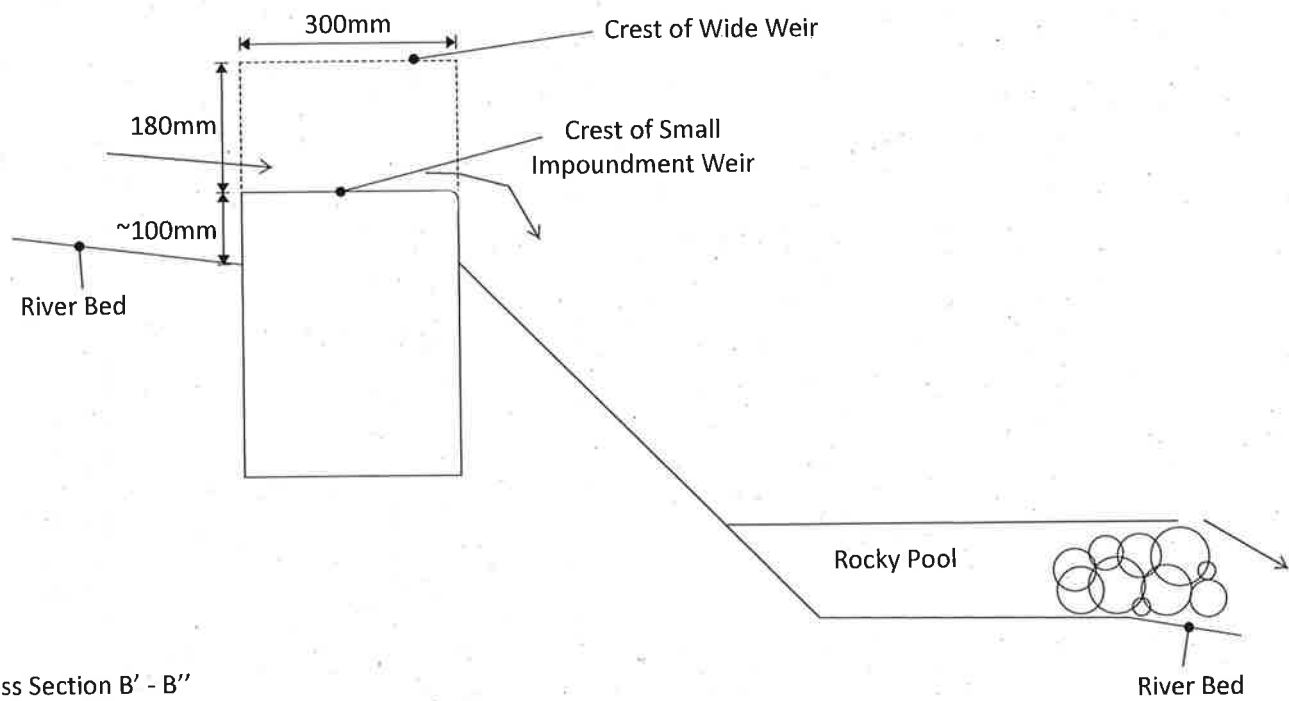 300mm
Crest of Wide Weir
180mm
Crest of Small
Impoundment Weir
~100mm
River Bed
Rocky Pool
ss Section B' - B''
River Bed